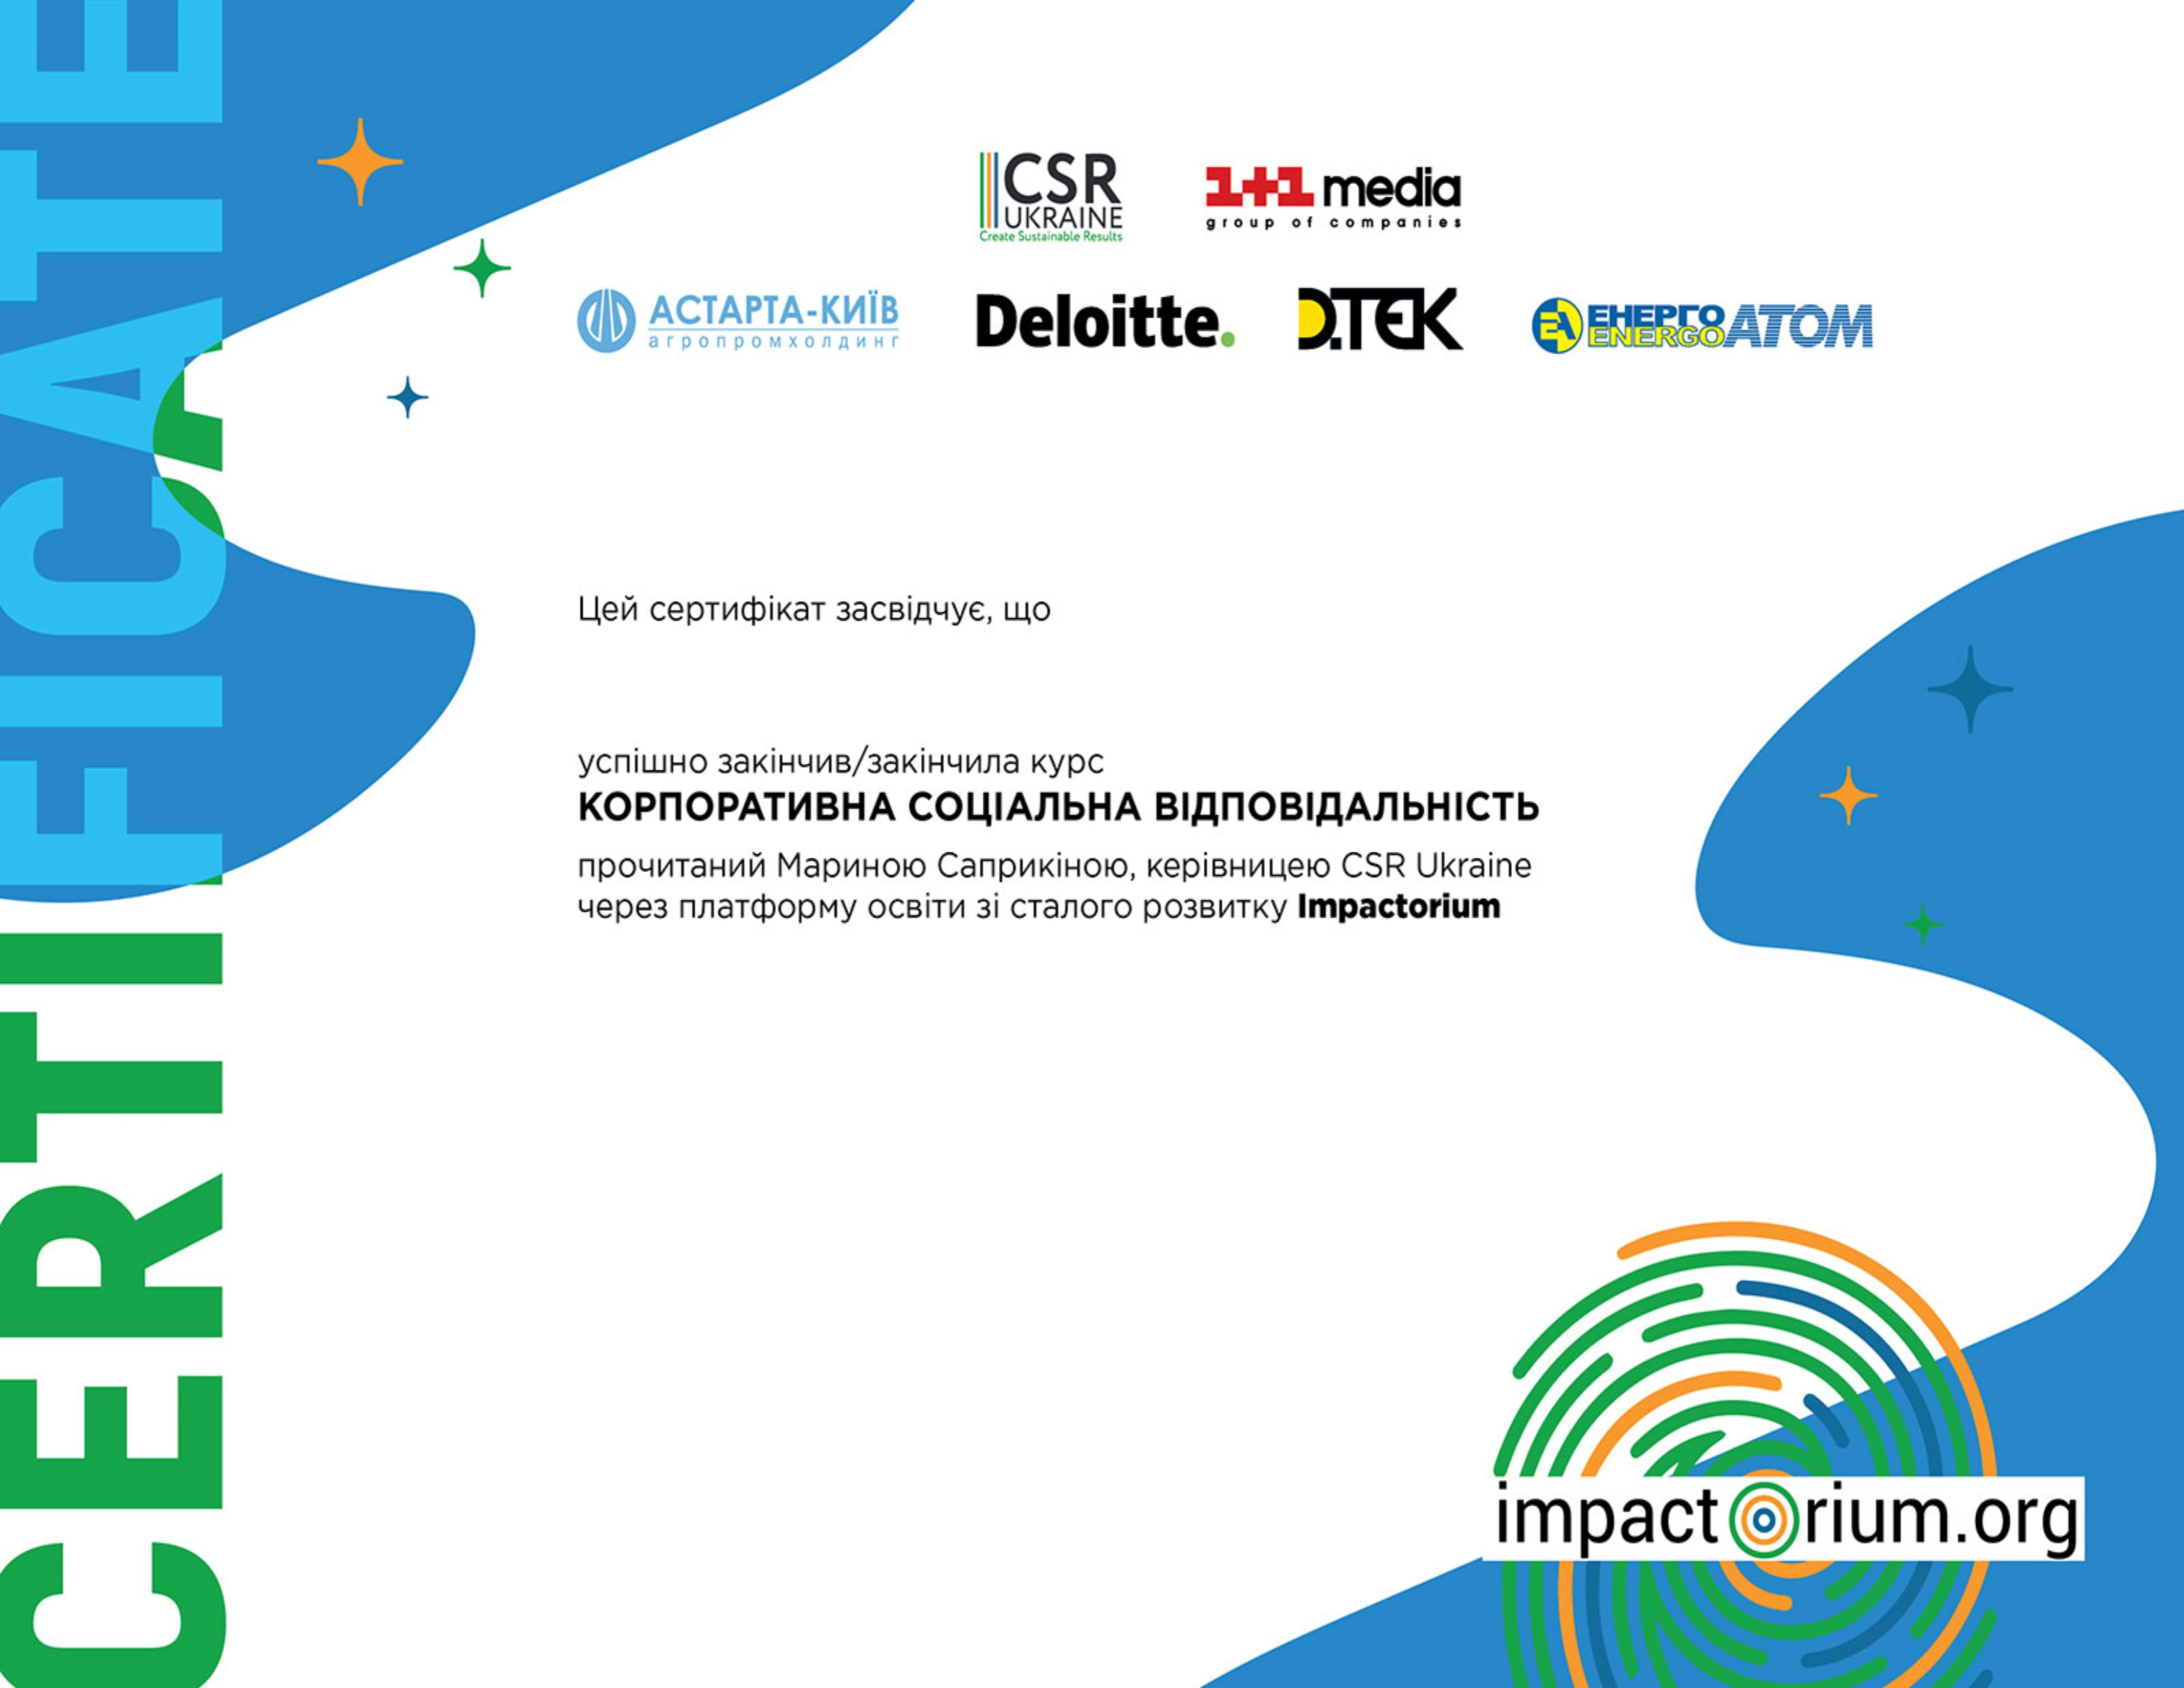 CERTIFICATE
CSR
UKRAINE
Create Sustainable Results
1+1 media
group of companies
АСТАРТА-КИЇВ
агропромхолдинг
Deloitte.
D.TEK
ЕНЕРГО
ENERGO
АТОМ
Цей сертифікат засвідчує, що
успішно закінчив/закінчила курс
КОРПОРАТИВНА СОЦІАЛЬНА ВІДПОВІДАЛЬНІСТЬ
прочитаний Мариною Саприкіною, керівницею CSR Ukraine
через платформу освіти зі сталого розвитку Impactorium
impactorium.org